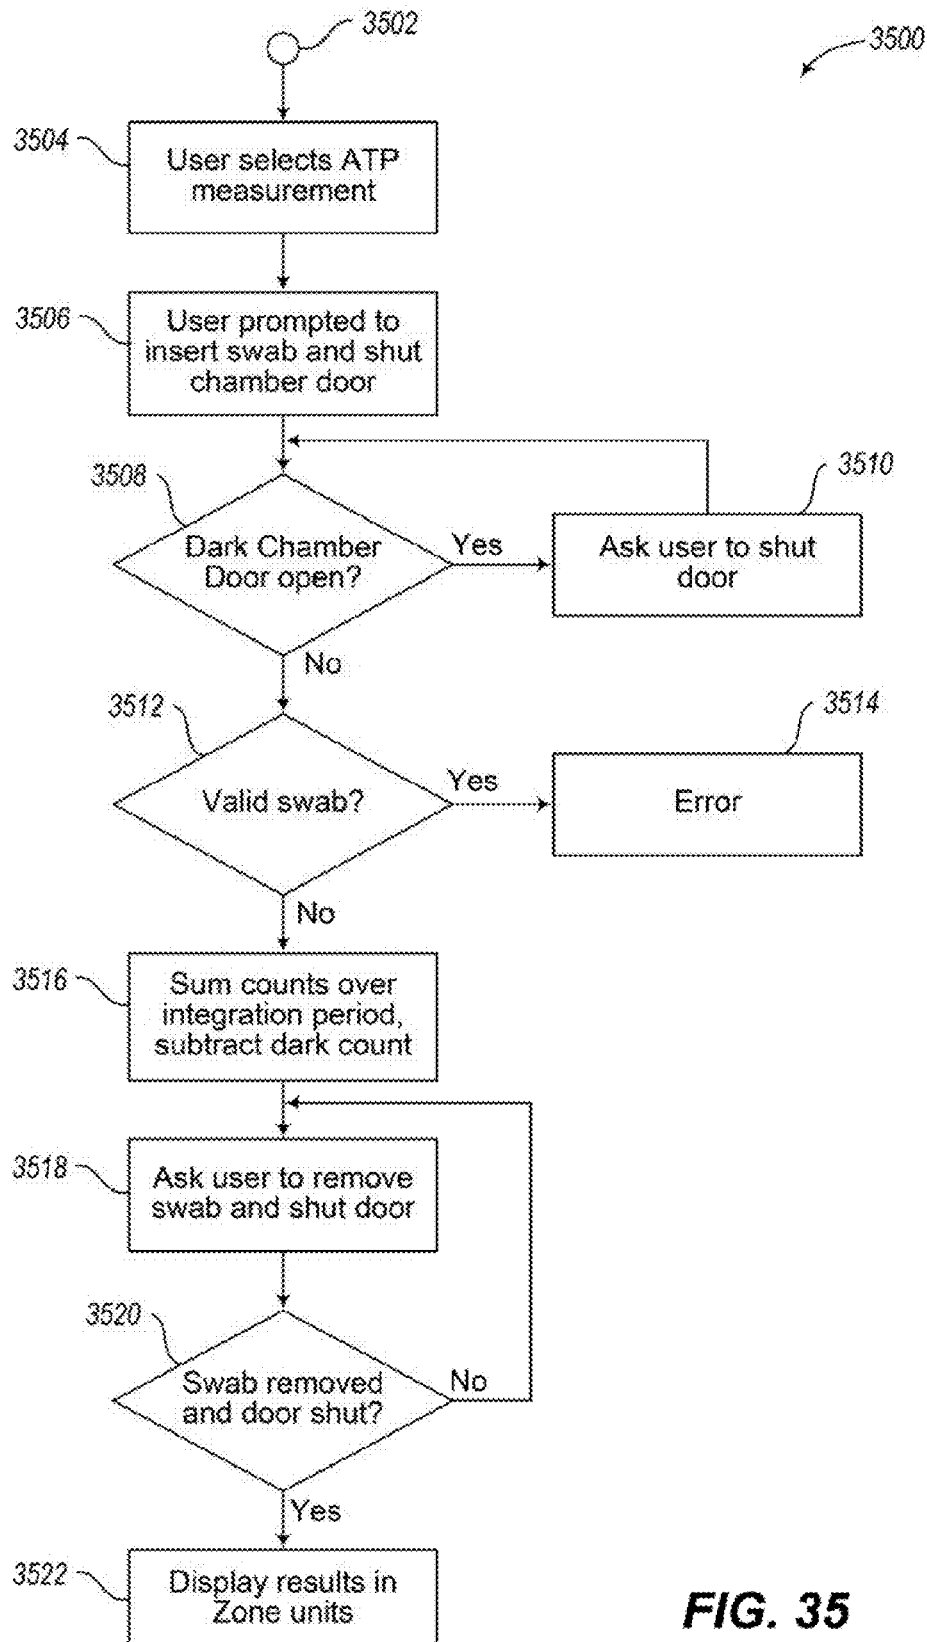 3502
3500
3504
User selects ATP
measurement
3506
User prompted to
insert swab and shut
chamber door
3508
Dark Chamber
Door open?
Yes
3510
Ask user to shut
door
No
3512
Valid swab?
Yes
3514
Error
No
3516
Sum counts over
integration period,
subtract dark count
3518
Ask user to remove
swab and shut door
3520
Swab removed
and door shut?
No
Yes
3522
Display results in
Zone units
FIG. 35